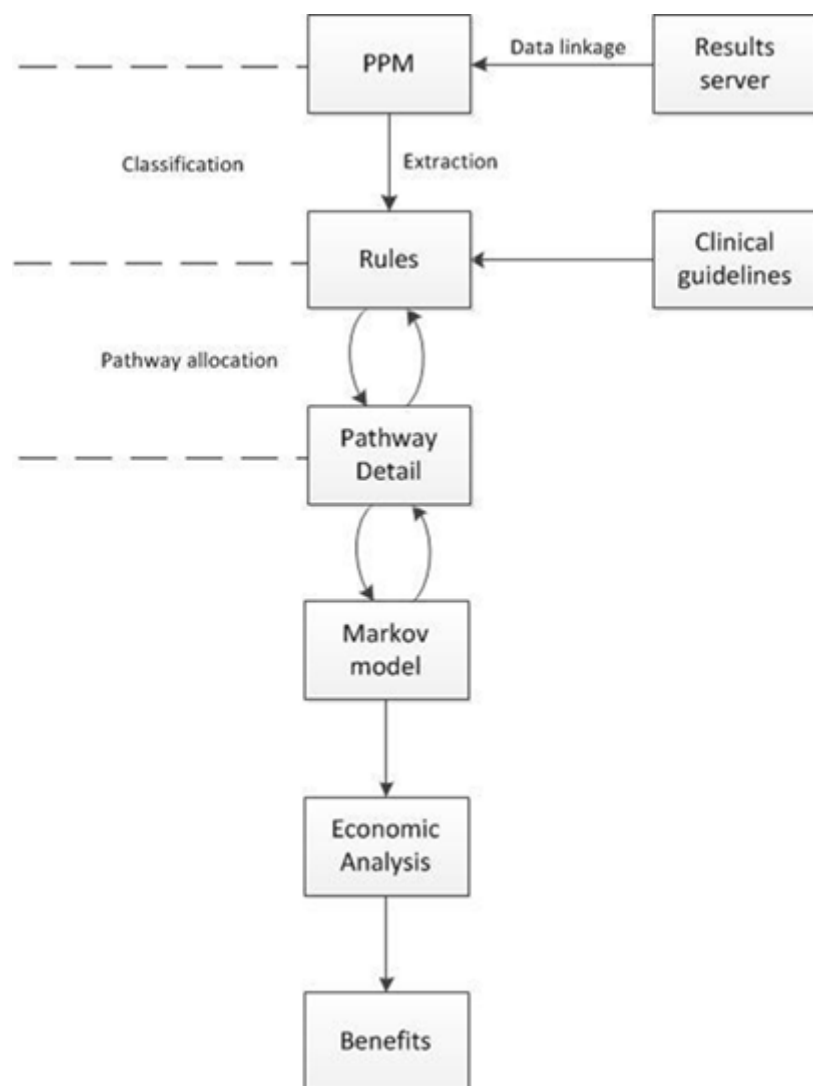 PPM
Data linkage
Results
server
Classification
Extraction
Rules
Clinical
guidelines
Pathway allocation
Pathway
Detail
Markov
model
Economic
Analysis
Benefits